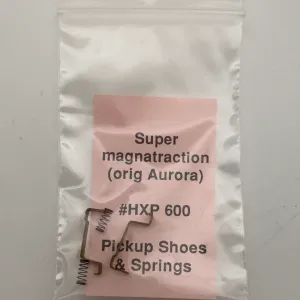 Super
magnatraction
(orig Aurora)
#HXP 600
Pickup Shoes
& Springs